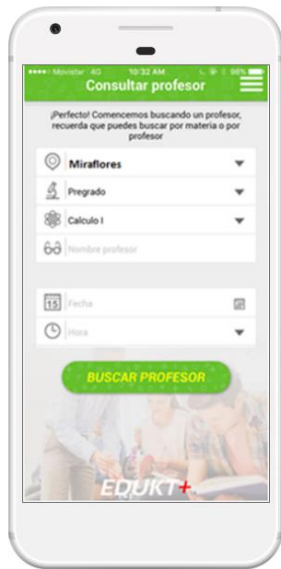 Movistar 4G 10:32 AM 98%
Consultar profesor
¡Perfecto! Comencemos buscando un profesor,
recuerda que puedes buscar por materia o por
profesor
Miraflores
Pregrado
Calculo I
Nombre profesor
15 Fecha
Hora
BUSCAR PROFESOR
EDUKT+